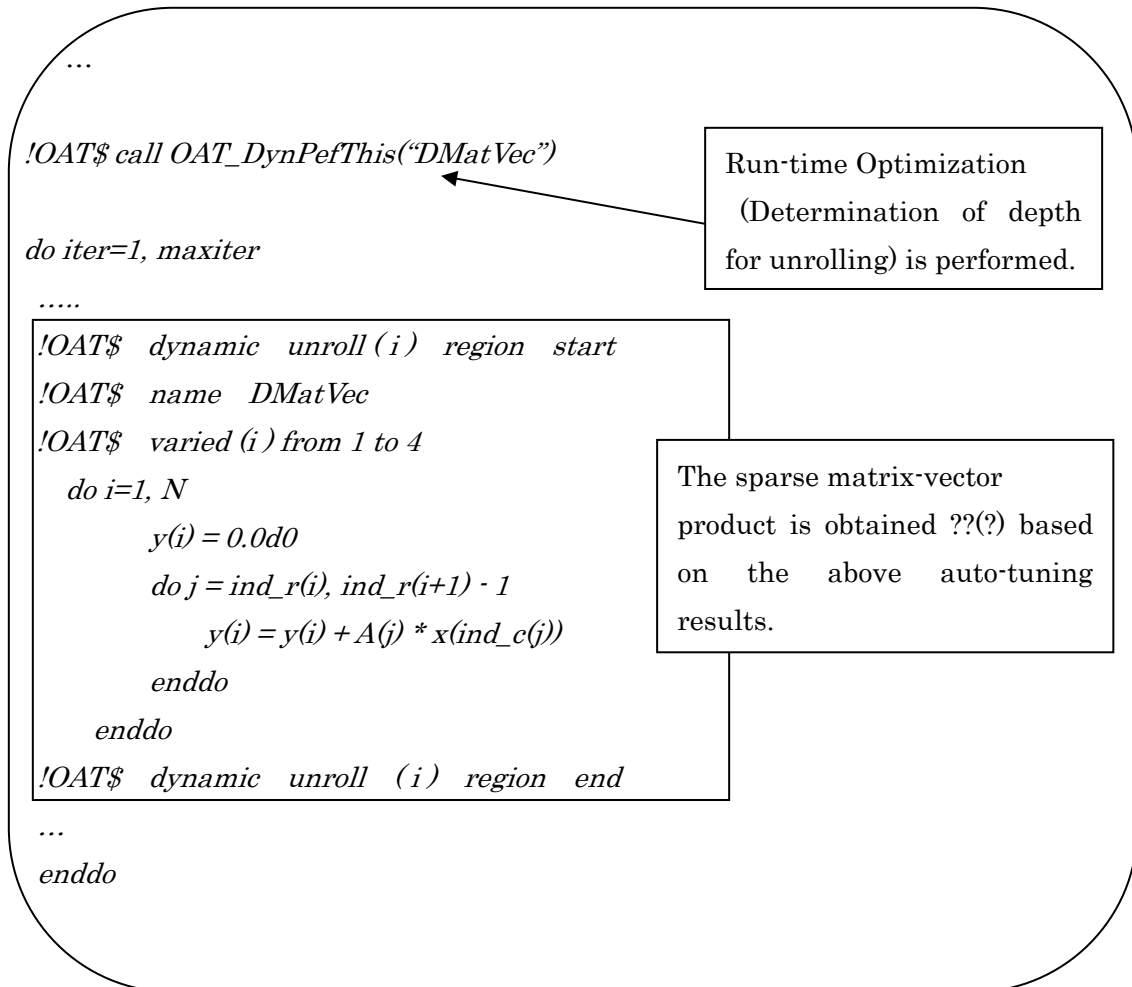 …
!OAT$ call OAT_DynPefThis(“DMatVec”)
Run-time Optimization
(Determination of depth
for unrolling) is performed.
do iter=1, maxiter
…..
!OAT$ dynamic unroll ( i ) region start
!OAT$ name DMatVec
!OAT$ varied (i ) from 1 to 4
do i=1, N
y(i) = 0.0d0
do j = ind_r(i), ind_r(i+1) - 1
y(i) = y(i) + A(j) * x(ind_c(j))
enddo
enddo
!OAT$ dynamic unroll ( i ) region end
The sparse matrix-vector
product is obtained ??(?) based
on the above auto-tuning
results.
…
enddo